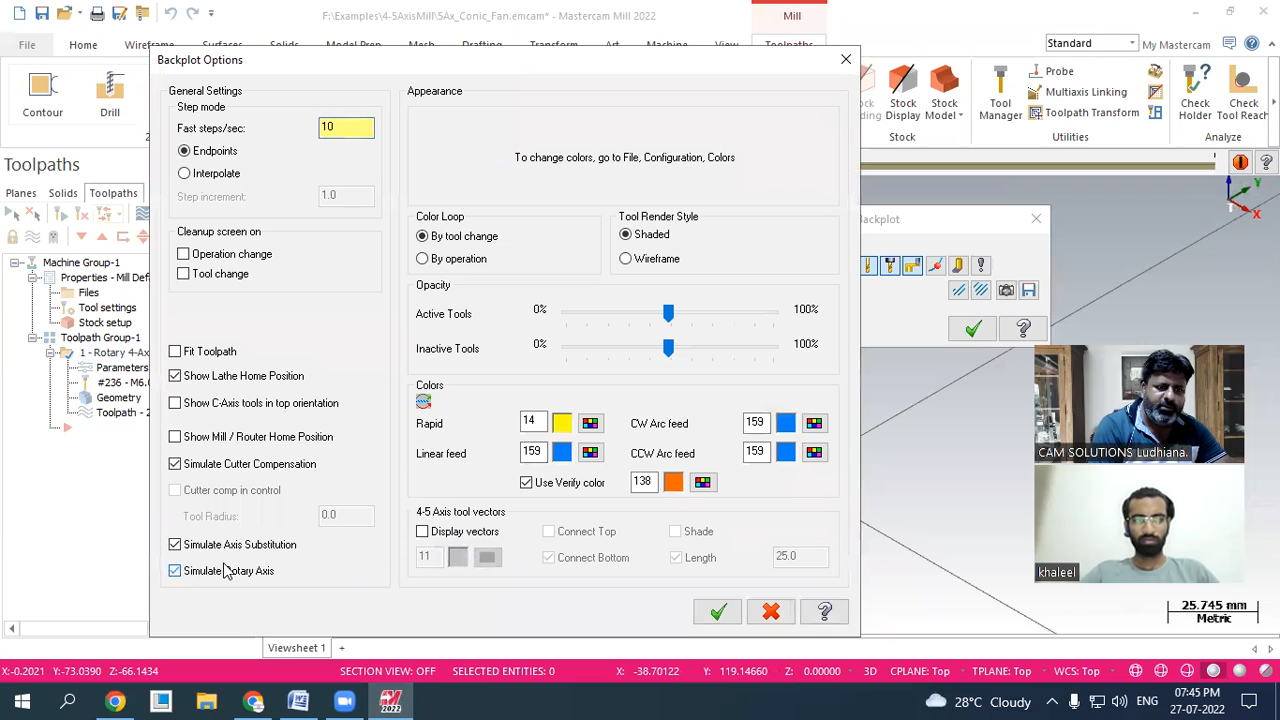 F:\Examples\4-5AxisMill\5Ax_Conic_Fan.emcam* - Mastercam Mill 2022
Mill
File
Home
Wireframe
Surfaces
Solids
Model Prep
Mesh
Drafting
Transform
Art
Machine
View
Toolpaths
Standard
My Mastercam
Contour
Drill
Stock Display
Stock Model
Stock
Tool Manager
Probe
Multiaxis Linking
Toolpath Transform
Utilities
Check Holder
Check Tool Reach
Analyze
Toolpaths
Planes
Solids
Toolpaths
Machine Group-1
Properties - Mill Def
Files
Tool settings
Stock setup
Toolpath Group-1
1 - Rotary 4-Ax
Parameters
#236 - M6.0
Geometry
Toolpath -
Backplot Options
General Settings
Step mode
Fast steps/sec:
10
Endpoints
Interpolate
Step increment:
1.0
Cleanup screen on
Operation change
Tool change
Fit Toolpath
Show Lathe Home Position
Show C-Axis tools in top orientation
Show Mill / Router Home Position
Simulate Cutter Compensation
Cutter comp in control
Tool Radius:
0.0
Simulate Axis Substitution
Simulate Rotary Axis
Appearance
To change colors, go to File, Configuration, Colors
Color Loop
By tool change
By operation
Tool Render Style
Shaded
Wireframe
Opacity
Active Tools
0%
100%
Inactive Tools
0%
100%
Colors
Rapid
14
CW Arc feed
159
Linear feed
159
CCW Arc feed
159
Use Verify color
138
4-5 Axis tool vectors
Display vectors
Connect Top
Shade
11
Connect Bottom
Length
25.0
Backplot
Y
X
CAM SOLUTIONS Ludhiana.
khaleel
25.745 mm
Metric
Viewsheet 1
+
X:-0.2021 Y:-73.0390 Z:-66.1434
SECTION VIEW: OFF
SELECTED ENTITIES: 0
X: -38.70122 Y: 119.14660 Z: 0.00000
3D
CPLANE: Top
TPLANE: Top
WCS: Top
28°C Cloudy
ENG
07:45 PM
27-07-2022